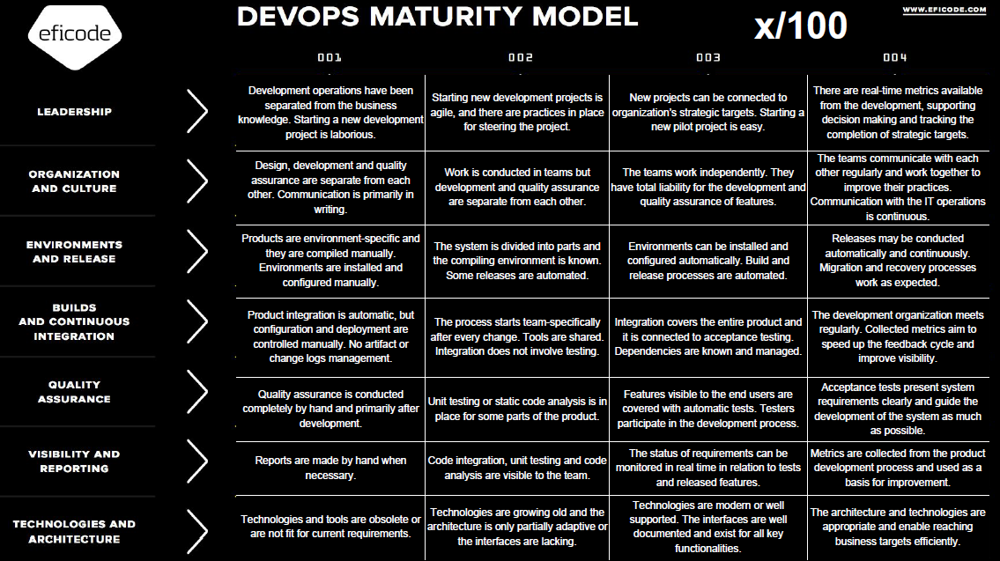 eficode
DEVOPS MATURITY MODEL
x/100
WWW.EFICODE.COM
001
002
003
004
LEADERSHIP
Development operations have been
separated from the business
knowledge. Starting a new development
project is laborious.
Starting new development projects is
agile, and there are practices in place
for steering the project.
New projects can be connected to
organization's strategic targets. Starting a
new pilot project is easy.
There are real-time metrics available
from the development, supporting
decision making and tracking the
completion of strategic targets.
ORGANIZATION
AND CULTURE
Design, development and quality
assurance are separate from each
other. Communication is primarily in
writing.
Work is conducted in teams but
development and quality assurance
are separate from each other.
The teams work independently. They
have total liability for the development and
quality assurance of features.
The teams communicate with each
other regularly and work together to
improve their practices.
Communication with the IT operations
is continuous.
ENVIRONMENTS
AND RELEASE
Products are environment-specific and
they are compiled manually.
Environments are installed and
configured manually.
The system is divided into parts and
the compiling environment is known.
Some releases are automated.
Environments can be installed and
configured automatically. Build and
release processes are automated.
Releases may be conducted
automatically and continuously.
Migration and recovery processes
work as expected.
BUILDS
AND CONTINUOUS
INTEGRATION
Product integration is automatic, but
configuration and deployment are
controlled manually. No artifact or
change logs management.
The process starts team-specifically
after every change. Tools are shared.
Integration does not involve testing.
Integration covers the entire product and
it is connected to acceptance testing.
Dependencies are known and managed.
The development organization meets
regularly. Collected metrics aim to
speed up the feedback cycle and
improve visibility.
QUALITY
ASSURANCE
Quality assurance is conducted
completely by hand and primarily after
development.
Unit testing or static code analysis is in
place for some parts of the product.
Features visible to the end users are
covered with automatic tests. Testers
participate in the development process.
Acceptance tests present system
requirements clearly and guide the
development of the system as much
as possible.
VISIBILITY AND
REPORTING
Reports are made by hand when
necessary.
Code integration, unit testing and code
analysis are visible to the team.
The status of requirements can be
monitored in real time in relation to tests
and released features.
Metrics are collected from the product
development process and used as a
basis for improvement.
TECHNOLOGIES AND
ARCHITECTURE
Technologies and tools are obsolete or
are not fit for current requirements.
Technologies are growing old and the
architecture is only partially adaptive or
the interfaces are lacking.
Technologies are modern or well
supported. The interfaces are well
documented and exist for all key
functionalities.
The architecture and technologies are
appropriate and enable reaching
business targets efficiently.